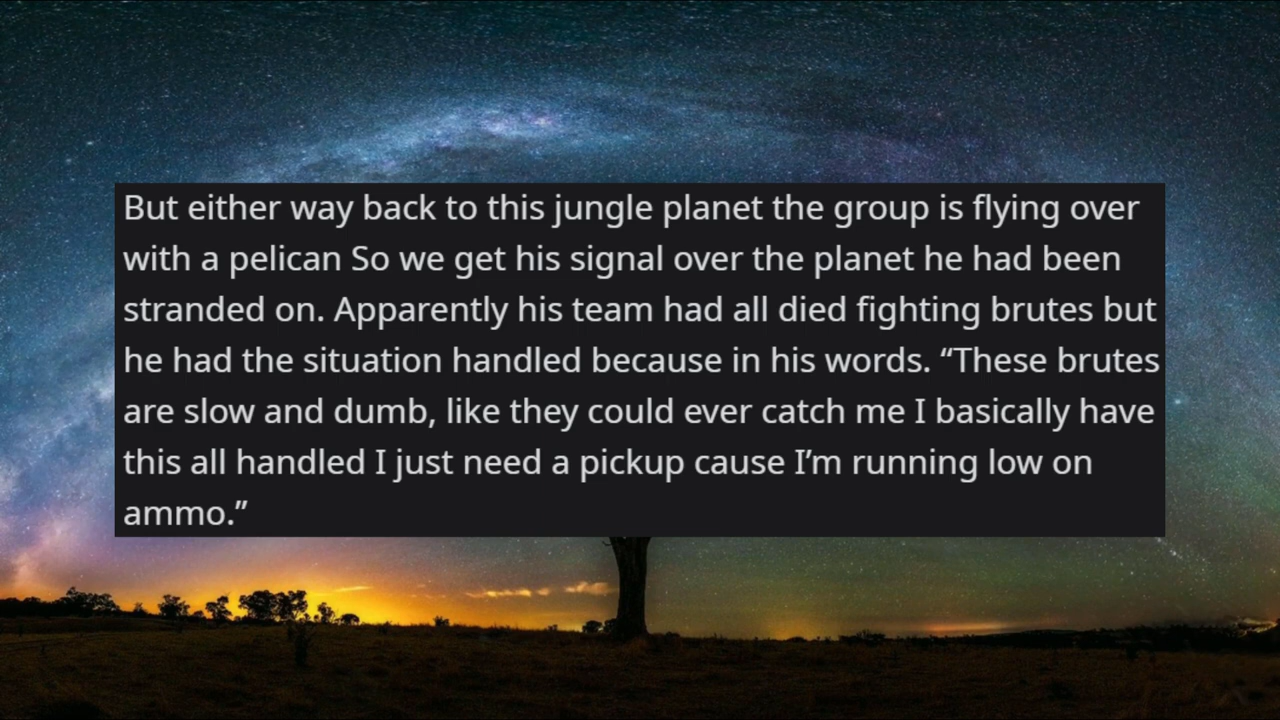 But either way back to this jungle planet the group is flying over
with a pelican So we get his signal over the planet he had been
stranded on. Apparently his team had all died fighting brutes but
he had the situation handled because in his words. “These brutes
are slow and dumb, like they could ever catch me I basically have
this all handled I just need a pickup cause I’m running low on
ammo.”